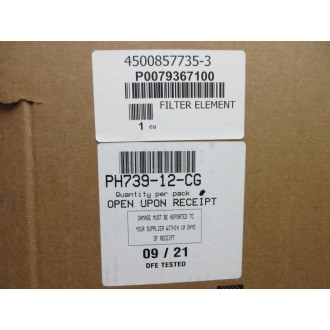 4500857735-3
P0079367100
FILTER ELEMENT
1 ea
PH739-12-CG
Quantity per pack
OPEN UPON RECEIPT
DAMAGE MUST BE REPORTED TO
YOUR SUPPLIER WITHIN 10 DAYS
OF RECEIPT
09 / 21
DFE TESTED